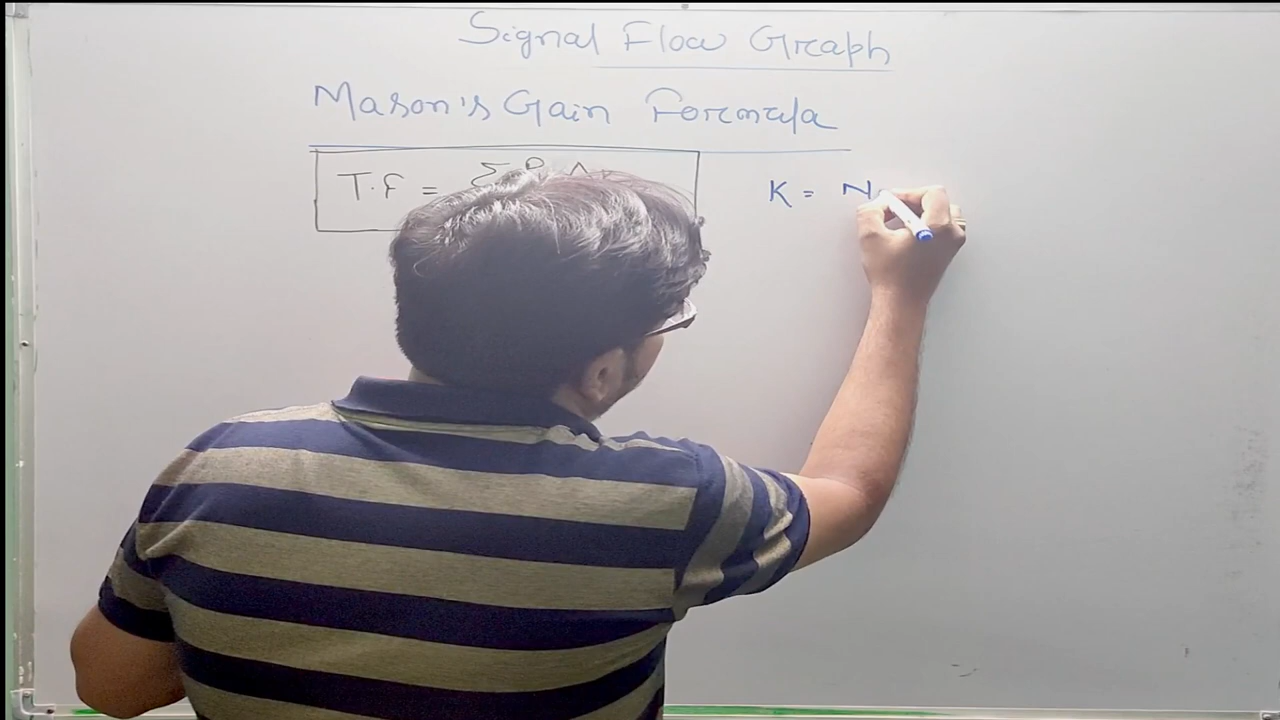 Signal Flow Graph
Mason's Gain Formula
T.F = Σ P Δ
K = N